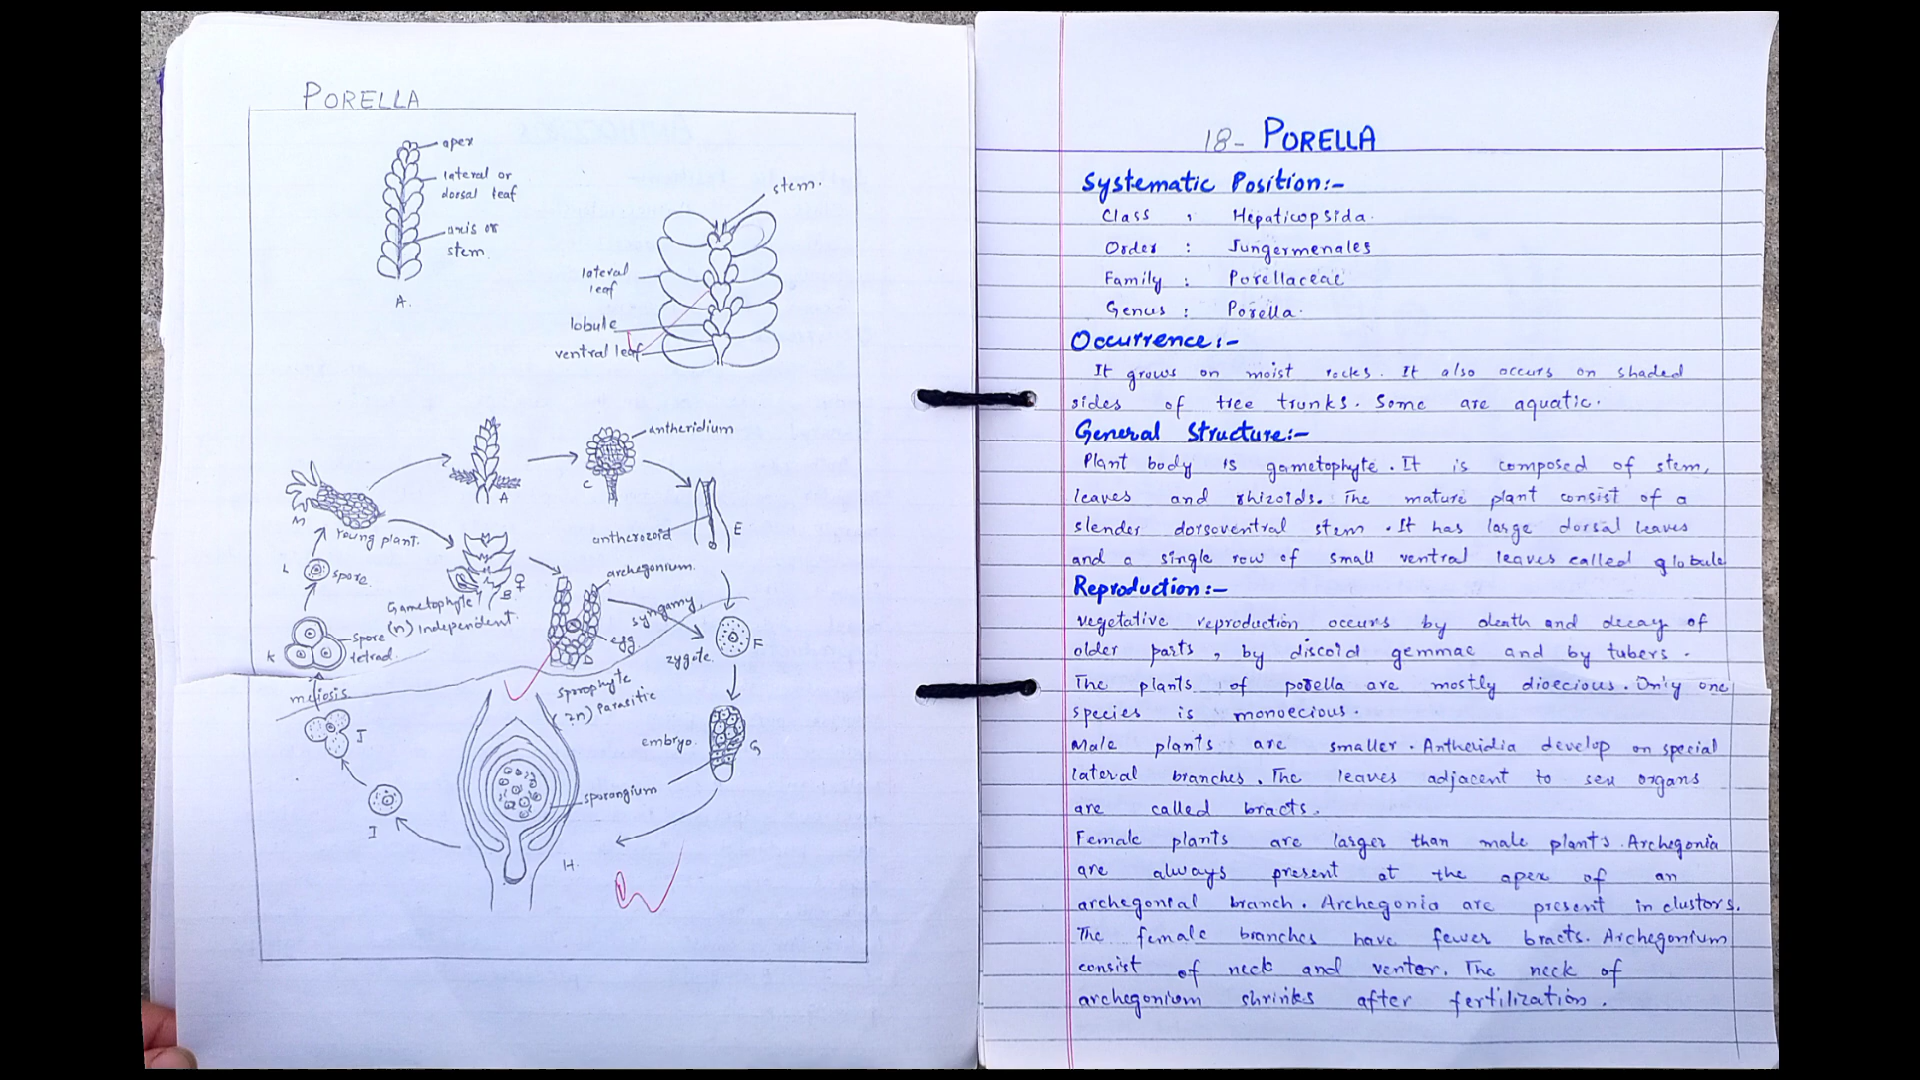 PORELLA
apex
lateral or
dorsal leaf
axis or
stem
A.
stem.
lateral
leaf
lobule
ventral leaf
antheridium
A
C
M
Young plant.
antherozoid
E
archegonium
L
spore
♀
B
Gametophyte
(n) Independent
syngamy
egg
D
zygote
F
K
spore
tetrad
meiosis
sporophyte
(2n) Parasitic
J
embryo
G
sporangium
I
H.
18- PORELLA
Systematic Position:-
Class : Hepaticopsida.
Order : Jungermenales
Family : Porellaceae
Genus : Porella.
Occurrence:-
It grows on moist rocks. It also occurs on shaded
sides of tree trunks. Some are aquatic.
General Structure:-
Plant body is gametophyte. It is composed of stem,
leaves and rhizoids. The mature plant consist of a
slender dorsoventral stem. It has large dorsal leaves
and a single row of small ventral leaves called globule
Reproduction:-
vegetative reproduction occurs by death and decay of
older parts, by discoid gemmae and by tubers.
The plants of porella are mostly dioecious. Only one
species is monoecious.
Male plants are smaller. Antheridia develop on special
lateral branches. The leaves adjacent to sex organs
are called bracts.
Female plants are larger than male plants. Archegonia
are always present at the apex of an
archegonial branch. Archegonia are present in clustors.
The female branches have fewer bracts. Archegonium
consist of neck and venter. The neck of
archegonium shrinks after fertilization.